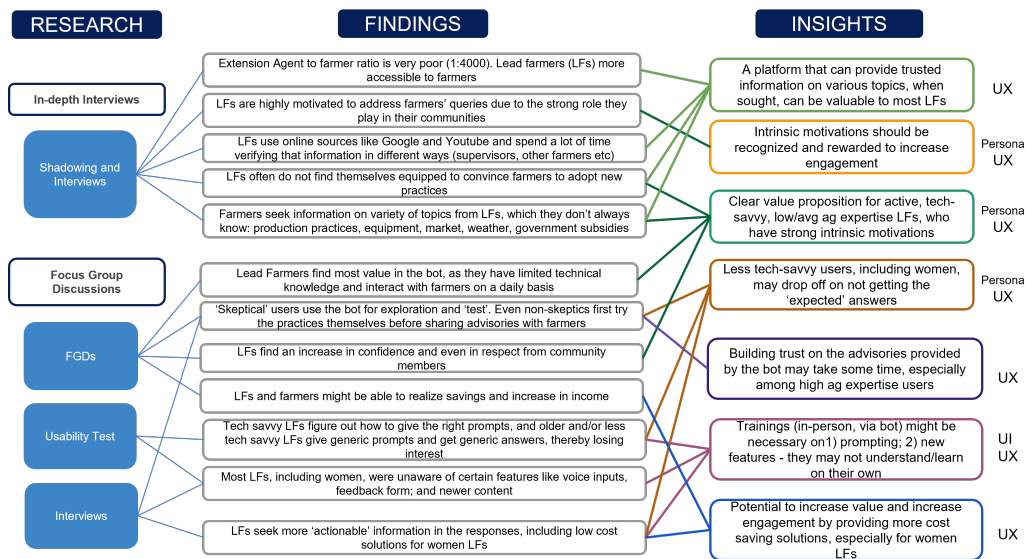 RESEARCH
FINDINGS
INSIGHTS
In-depth Interviews
Shadowing and
Interviews
Focus Group
Discussions
FGDs
Usability Test
Interviews
Extension Agent to farmer ratio is very poor (1:4000). Lead farmers (LFs) more
accessible to farmers
LFs are highly motivated to address farmers’ queries due to the strong role they
play in their communities
LFs use online sources like Google and Youtube and spend a lot of time
verifying that information in different ways (supervisors, other farmers etc)
LFs often do not find themselves equipped to convince farmers to adopt new
practices
Farmers seek information on variety of topics from LFs, which they don’t always
know: production practices, equipment, market, weather, government subsidies
Lead Farmers find most value in the bot, as they have limited technical
knowledge and interact with farmers on a daily basis
‘Skeptical’ users use the bot for exploration and ‘test’. Even non-skeptics first try
the practices themselves before sharing advisories with farmers
LFs find an increase in confidence and even in respect from community
members
LFs and farmers might be able to realize savings and increase in income
Tech savvy LFs figure out how to give the right prompts, and older and/or less
tech savvy LFs give generic prompts and get generic answers, thereby losing
interest
Most LFs, including women, were unaware of certain features like voice inputs,
feedback form; and newer content
LFs seek more ‘actionable’ information in the responses, including low cost
solutions for women LFs
A platform that can provide trusted
information on various topics, when
sought, can be valuable to most LFs
UX
Intrinsic motivations should be
recognized and rewarded to increase
engagement
Persona
UX
Clear value proposition for active, tech-
savvy, low/avg ag expertise LFs, who
have strong intrinsic motivations
Persona
UX
Less tech-savvy users, including women,
may drop off on not getting the
‘expected’ answers
Persona
UX
Building trust on the advisories provided
by the bot may take some time, especially
among high ag expertise users
UX
Trainings (in-person, via bot) might be
necessary on1) prompting; 2) new
features - they may not understand/learn
on their own
UI
UX
Potential to increase value and increase
engagement by providing more cost
saving solutions, especially for women
LFs
UX